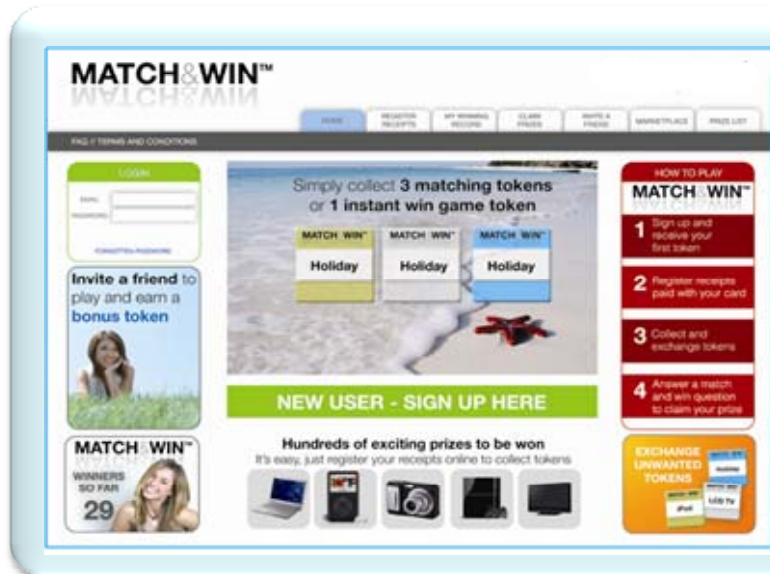 MATCH&WIN™
HOME
REGISTER
RECEIPTS
MY WINNING
RECORD
CLAIM
PRIZES
INVITE A
FRIEND
MARKETPLACE
PRIZE LIST
FAQ // TERMS AND CONDITIONS
LOGIN
EMAIL
PASSWORD
FORGOTTEN PASSWORD
Invite a friend to
play and earn a
bonus token
MATCH&WIN™
WINNERS
SO FAR
29
Simply collect 3 matching tokens
or 1 instant win game token
MATCH&WIN™
Holiday
MATCH&WIN™
Holiday
MATCH&WIN™
Holiday
NEW USER - SIGN UP HERE
Hundreds of exciting prizes to be won
It's easy, just register your receipts online to collect tokens
HOW TO PLAY
MATCH&WIN™
1 Sign up and
receive your
first token
2 Register receipts
paid with your card
3 Collect and
exchange tokens
4 Answer a match
and win question
to claim your prize
EXCHANGE
UNWANTED
TOKENS
Holiday
LCD TV
iPod